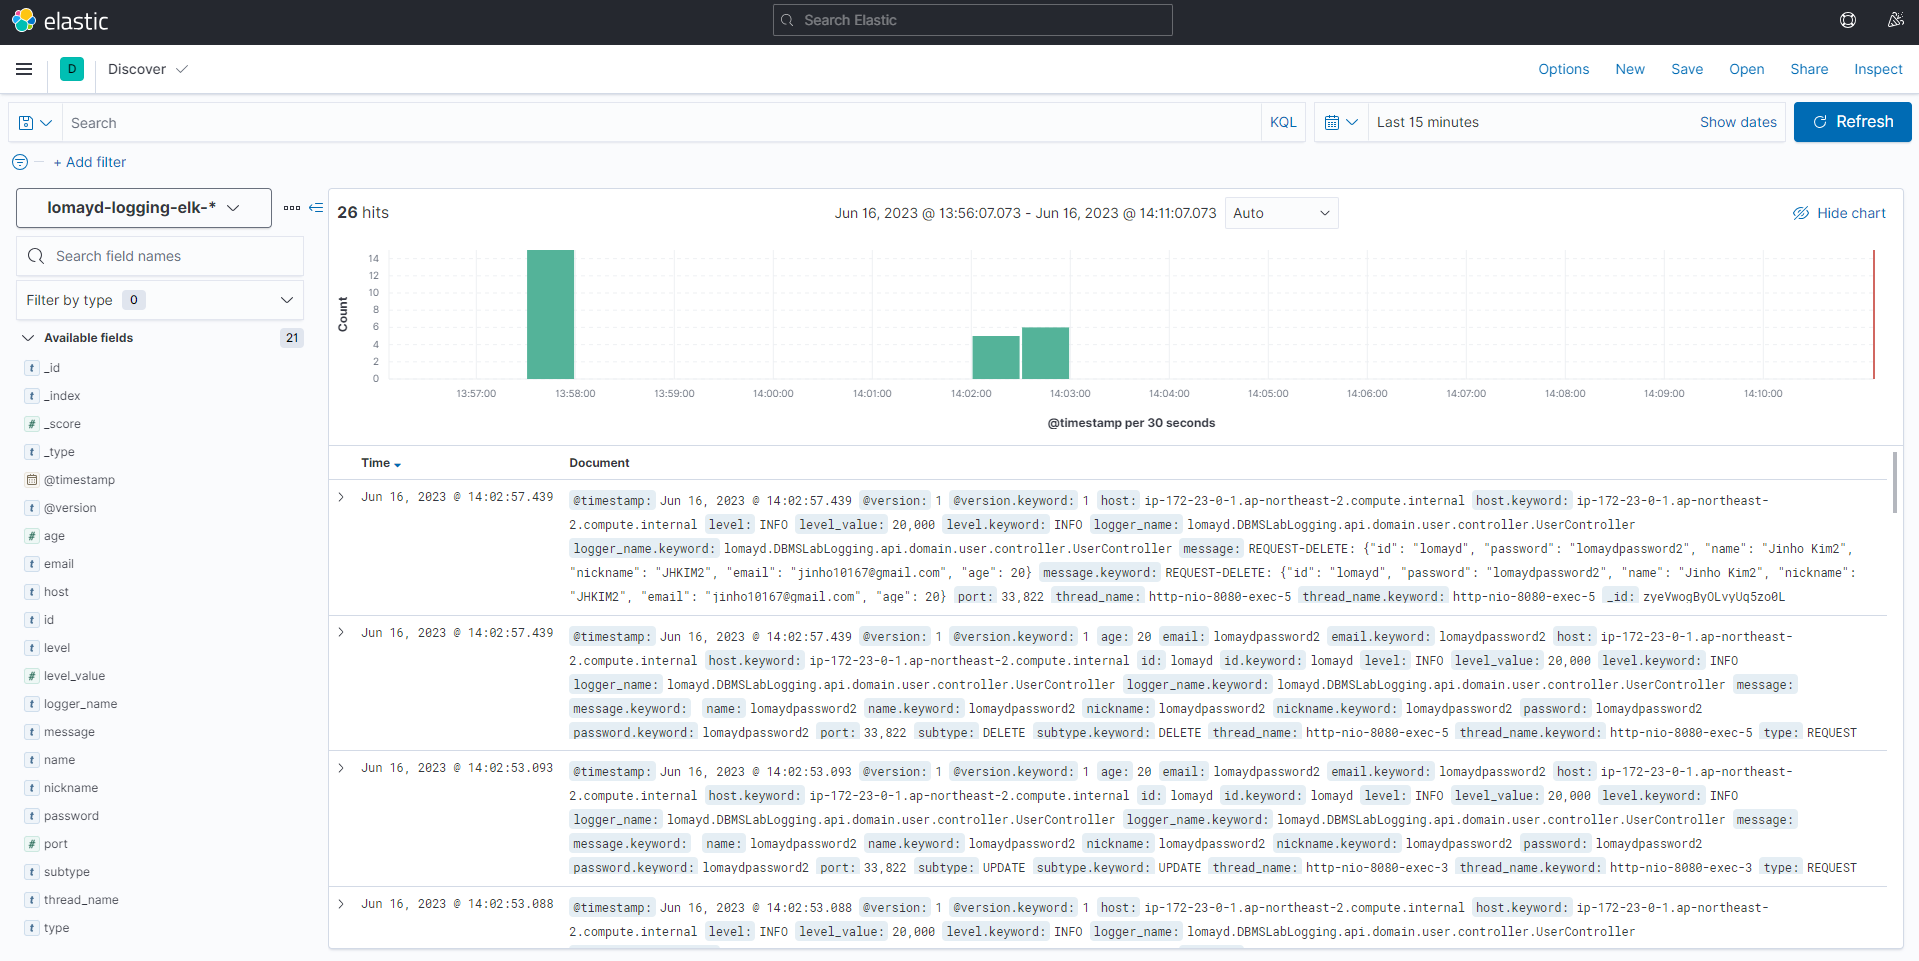 elastic
Search Elastic
D
Discover
Options
New
Save
Open
Share
Inspect
Search
KQL
Last 15 minutes
Show dates
Refresh
+ Add filter
lomayd-logging-elk-*
Search field names
Filter by type 0
Available fields 21
t _id
t _index
# _score
t _type
@timestamp
t @version
# age
t email
t host
t id
t level
# level_value
t logger_name
t message
t name
t nickname
t password
# port
t subtype
t thread_name
t type
26 hits
Jun 16, 2023 @ 13:56:07.073 - Jun 16, 2023 @ 14:11:07.073
Auto
Hide chart
Count
14
12
10
8
6
4
2
0
13:57:00 13:58:00 13:59:00 14:00:00 14:01:00 14:02:00 14:03:00 14:04:00 14:05:00 14:06:00 14:07:00 14:08:00 14:09:00 14:10:00
@timestamp per 30 seconds
Time Document
Jun 16, 2023 @ 14:02:57.439
@timestamp: Jun 16, 2023 @ 14:02:57.439 @version: 1 @version.keyword: 1 host: ip-172-23-0-1.ap-northeast-2.compute.internal host.keyword: ip-172-23-0-1.ap-northeast-
2.compute.internal level: INFO level_value: 20,000 level.keyword: INFO logger_name: lomayd.DBMSLabLogging.api.domain.user.controller.UserController
logger_name.keyword: lomayd.DBMSLabLogging.api.domain.user.controller.UserController message: REQUEST-DELETE: {"id": "lomayd", "password": "lomaydpassword2", "name": "Jinho Kim2",
"nickname": "JHKIM2", "email": "jinho10167@gmail.com", "age": 20} message.keyword: REQUEST-DELETE: {"id": "lomayd", "password": "lomaydpassword2", "name": "Jinho Kim2", "nickname":
"JHKIM2", "email": "jinho10167@gmail.com", "age": 20} port: 33,822 thread_name: http-nio-8080-exec-5 thread_name.keyword: http-nio-8080-exec-5 _id:
Jun 16, 2023 @ 14:02:57.439
@timestamp: Jun 16, 2023 @ 14:02:57.439 @version: 1 @version.keyword: 1 age: 20 email: lomaydpassword2 email.keyword: lomaydpassword2 host: ip-172-23-0-1.ap-northeast-
2.compute.internal host.keyword: ip-172-23-0-1.ap-northeast-2.compute.internal id: lomayd id.keyword: lomayd level: INFO level_value: 20,000 level.keyword: INFO
logger_name: lomayd.DBMSLabLogging.api.domain.user.controller.UserController logger_name.keyword: lomayd.DBMSLabLogging.api.domain.user.controller.UserController message:
message.keyword: name: lomaydpassword2 name.keyword: lomaydpassword2 nickname: lomaydpassword2 nickname.keyword: lomaydpassword2 password: lomaydpassword2
password.keyword: lomaydpassword2 port: 33,822 subtype: DELETE subtype.keyword: DELETE thread_name: http-nio-8080-exec-5 thread_name.keyword: http-nio-8080-exec-5 type: REQUEST
Jun 16, 2023 @ 14:02:53.093
@timestamp: Jun 16, 2023 @ 14:02:53.093 @version: 1 @version.keyword: 1 age: 20 email: lomaydpassword2 email.keyword: lomaydpassword2 host: ip-172-23-0-1.ap-northeast-
2.compute.internal host.keyword: ip-172-23-0-1.ap-northeast-2.compute.internal id: lomayd id.keyword: lomayd level: INFO level_value: 20,000 level.keyword: INFO
logger_name: lomayd.DBMSLabLogging.api.domain.user.controller.UserController logger_name.keyword: lomayd.DBMSLabLogging.api.domain.user.controller.UserController message:
message.keyword: name: lomaydpassword2 name.keyword: lomaydpassword2 nickname: lomaydpassword2 nickname.keyword: lomaydpassword2 password: lomaydpassword2
password.keyword: lomaydpassword2 port: 33,822 subtype: UPDATE subtype.keyword: UPDATE thread_name: http-nio-8080-exec-3 thread_name.keyword: http-nio-8080-exec-3 type: REQUEST
Jun 16, 2023 @ 14:02:53.088
@timestamp: Jun 16, 2023 @ 14:02:53.088 @version: 1 @version.keyword: 1 host: ip-172-23-0-1.ap-northeast-2.compute.internal host.keyword: ip-172-23-0-1.ap-northeast-
2.compute.internal level: INFO level_value: 20,000 level.keyword: INFO logger_name: lomayd.DBMSLabLogging.api.domain.user.controller.UserController